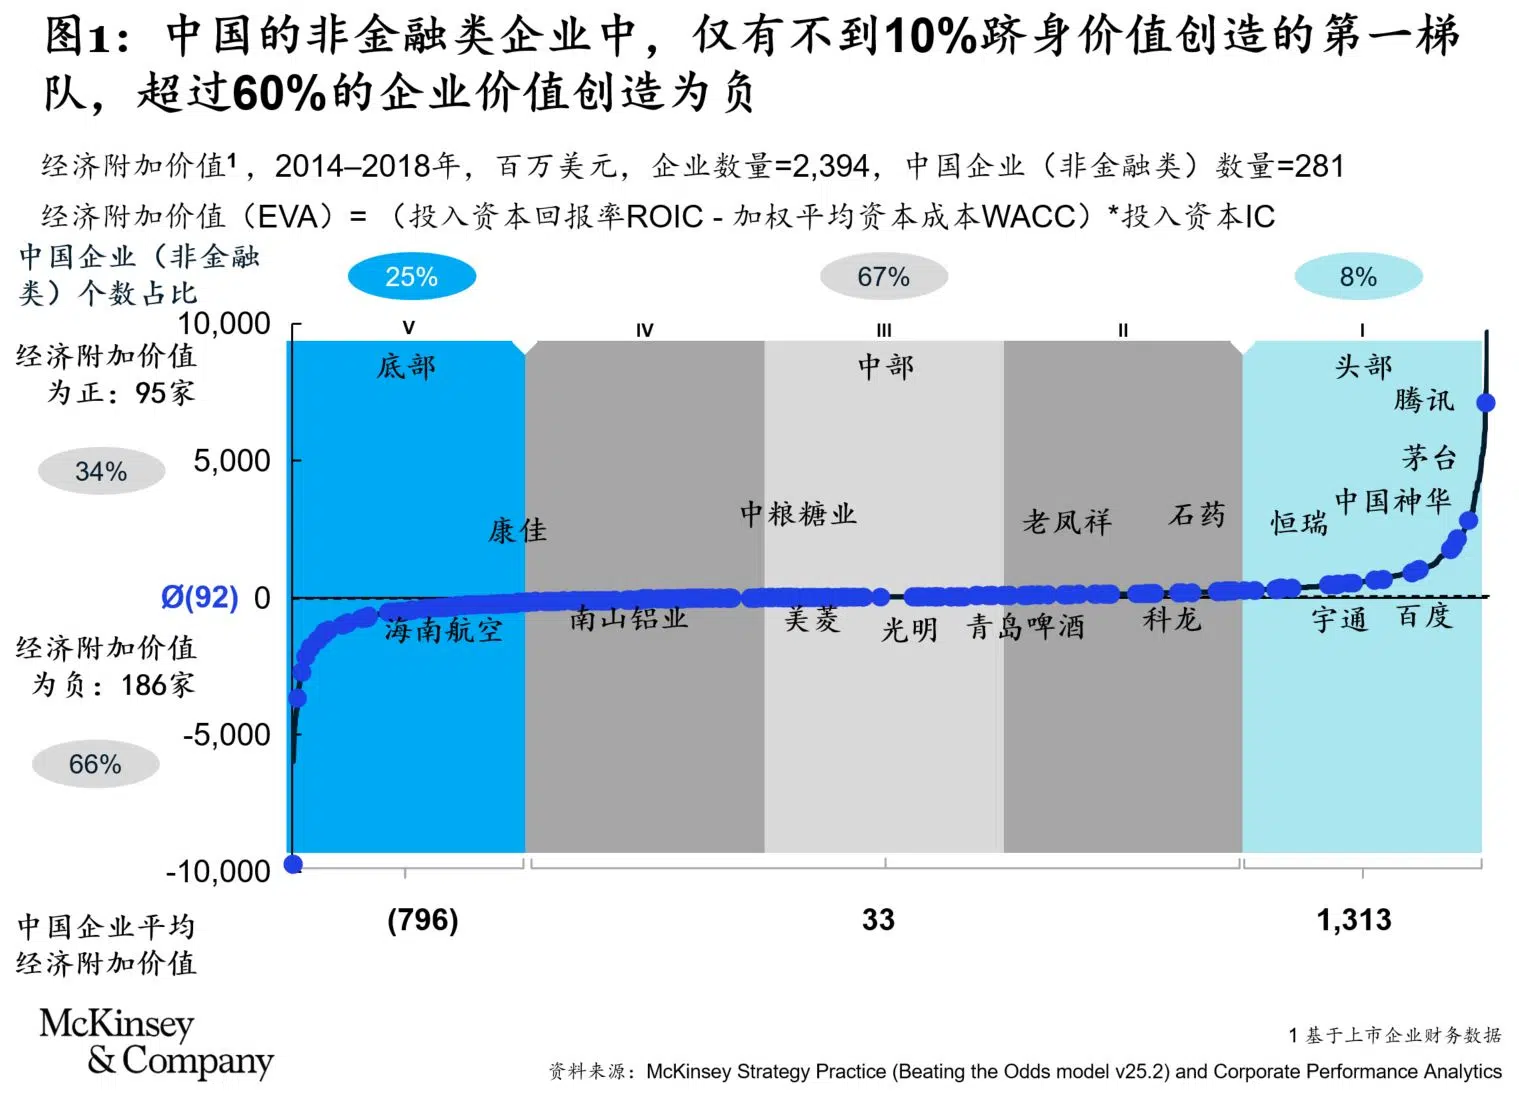 图1：中国的非金融类企业中，仅有不到10%跻身价值创造的第一梯
队，超过60%的企业价值创造为负
经济附加价值¹，2014–2018年，百万美元，企业数量=2,394，中国企业（非金融类）数量=281
经济附加价值（EVA）= （投入资本回报率ROIC - 加权平均资本成本WACC）*投入资本IC
中国企业（非金融
类）个数占比
25%
67%
8%
V
IV
III
II
I
底部
中部
头部
10,000
5,000
Ø(92)
0
-5,000
-10,000
经济附加价值
为正：95家
34%
经济附加价值
为负：186家
66%
腾讯
茅台
中国神华
恒瑞
石药
老凤祥
中粮糖业
康佳
海南航空
南山铝业
美菱
光明
青岛啤酒
科龙
宇通
百度
中国企业平均
经济附加价值
(796)
33
1,313
McKinsey
& Company
1 基于上市企业财务数据
资料来源：McKinsey Strategy Practice (Beating the Odds model v25.2) and Corporate Performance Analytics